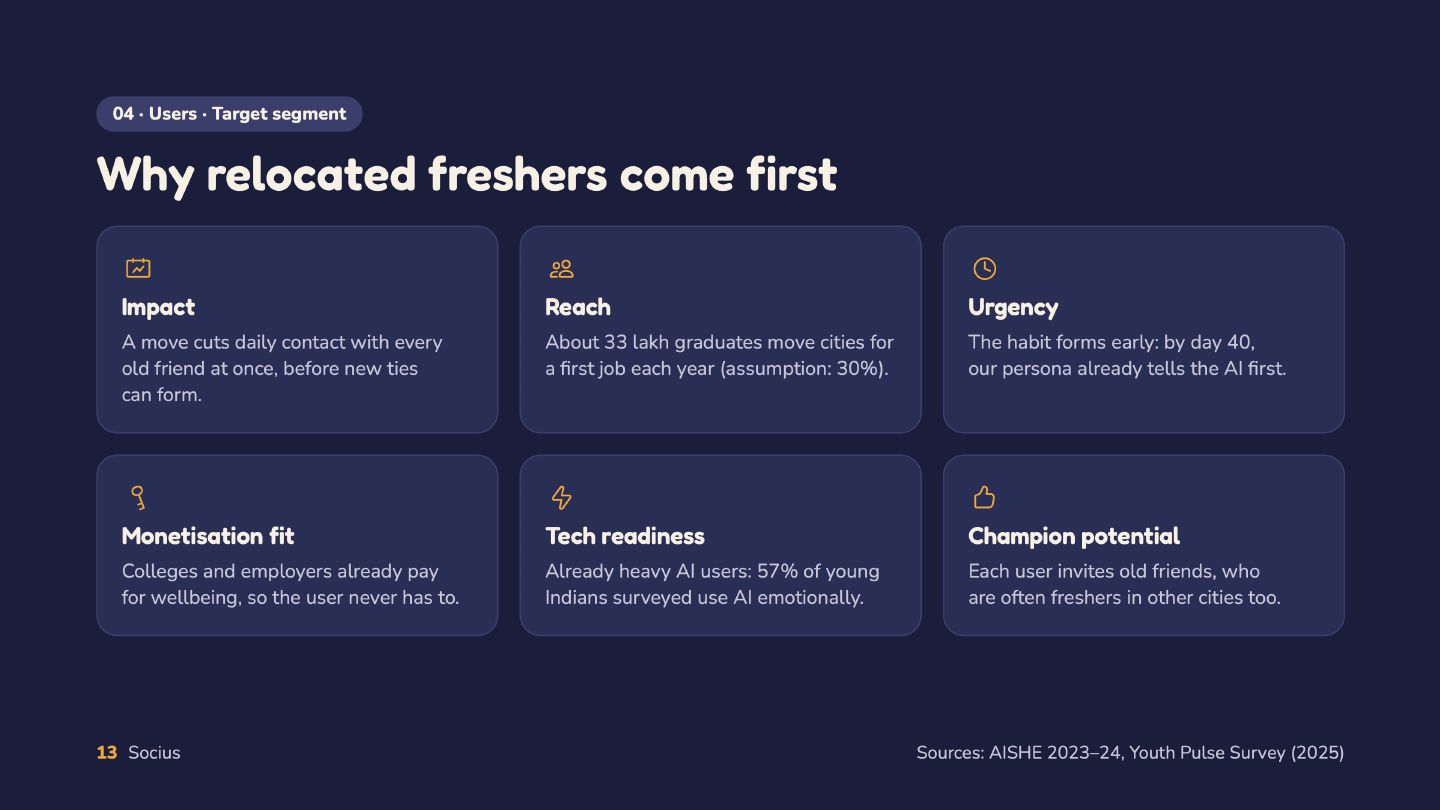 04 · Users · Target segment
Why relocated freshers come first
Impact
A move cuts daily contact with every
old friend at once, before new ties
can form.
Reach
About 33 lakh graduates move cities for
a first job each year (assumption: 30%).
Urgency
The habit forms early: by day 40,
our persona already tells the AI first.
Monetisation fit
Colleges and employers already pay
for wellbeing, so the user never has to.
Tech readiness
Already heavy AI users: 57% of young
Indians surveyed use AI emotionally.
Champion potential
Each user invites old friends, who
are often freshers in other cities too.
13 Socius
Sources: AISHE 2023–24, Youth Pulse Survey (2025)